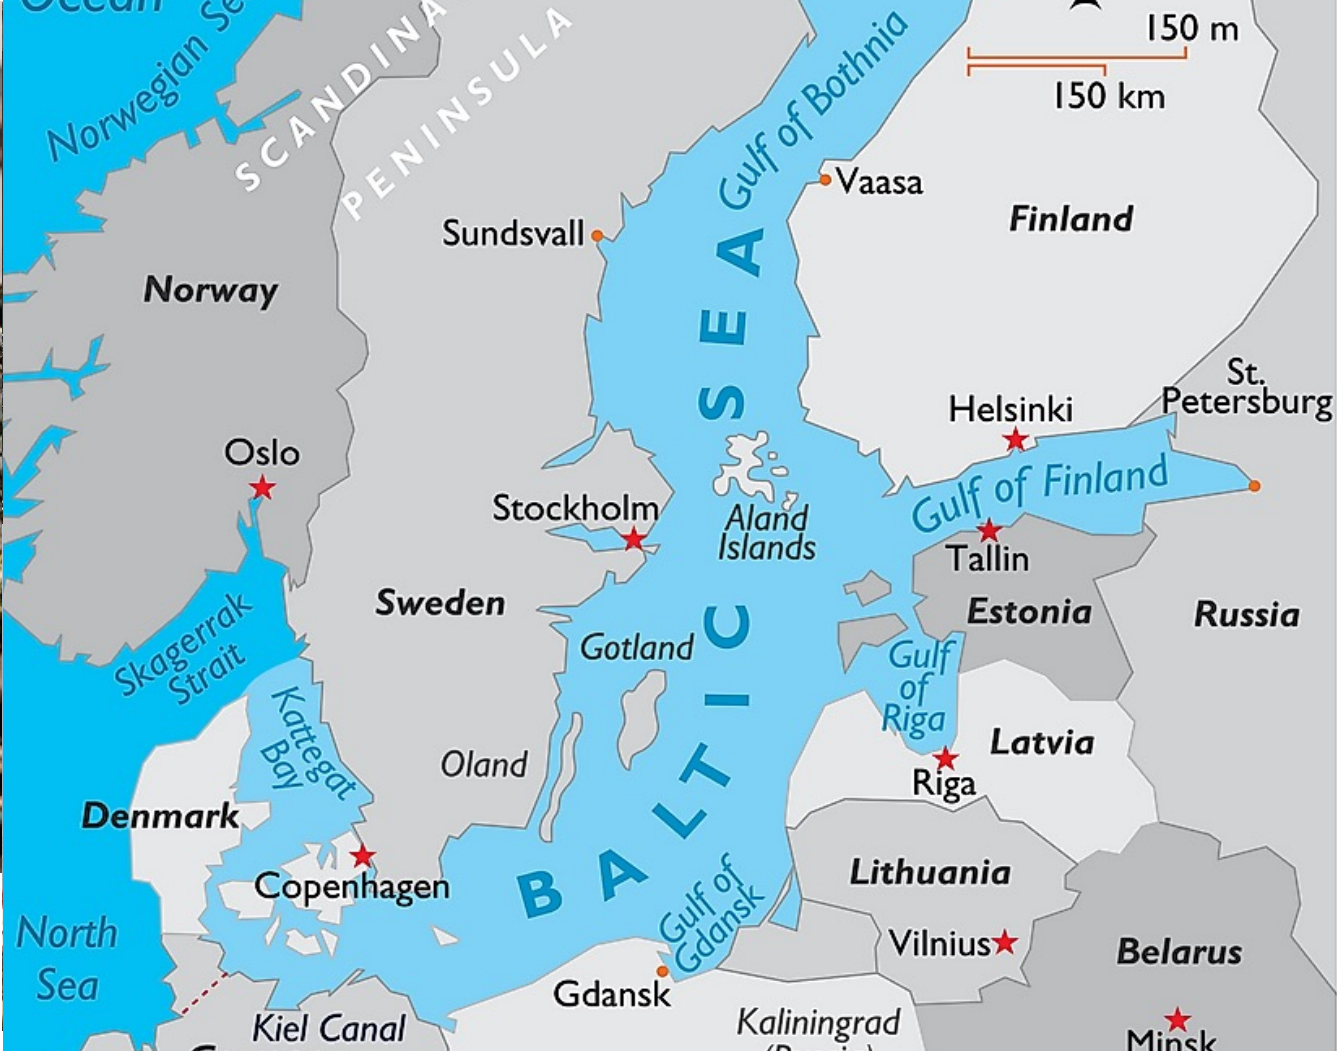 Ocean
Norwegian Se
SCANDINA
PENINSULA
Gulf of Bothnia
150 m
150 km
Vaasa
Finland
Sundsvall
Norway
BALTIC SEA
St.
Petersburg
Helsinki
Oslo
Gulf of Finland
Stockholm
Aland
Islands
Tallin
Estonia
Russia
Sweden
Skagerrak
Strait
Gotland
Gulf
of
Riga
Kattegat
Bay
Oland
Latvia
Riga
Denmark
Copenhagen
Lithuania
Gulf of
Gdansk
North
Sea
Vilnius
Belarus
Gdansk
Kiel Canal
Kaliningrad
Minsk